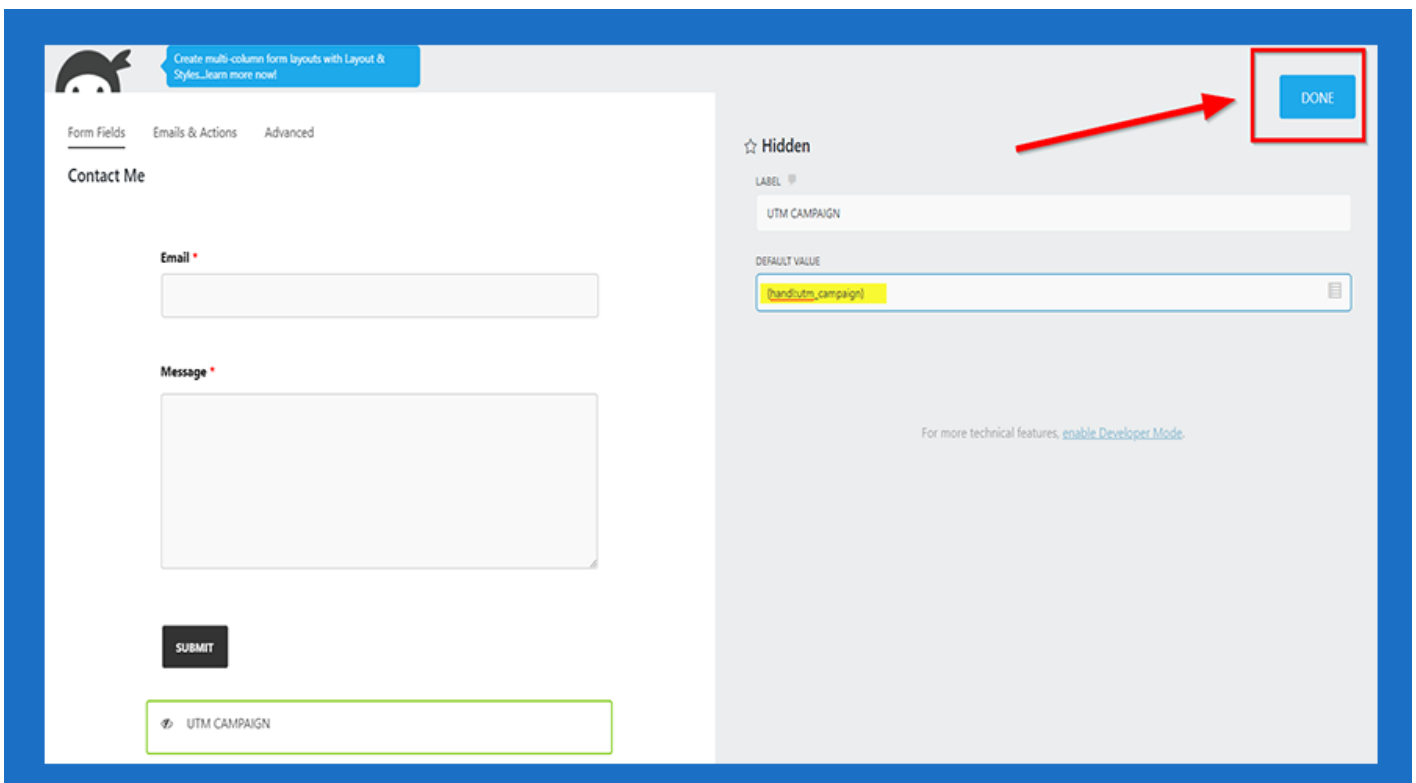 Create multi-column form layouts with Layout &
Styles...learn more now!
DONE
Form Fields Emails & Actions Advanced
Contact Me
Email *
Message *
SUBMIT
UTM CAMPAIGN
Hidden
LABEL
UTM CAMPAIGN
DEFAULT VALUE
{handl:utm_campaign}
For more technical features, enable Developer Mode.